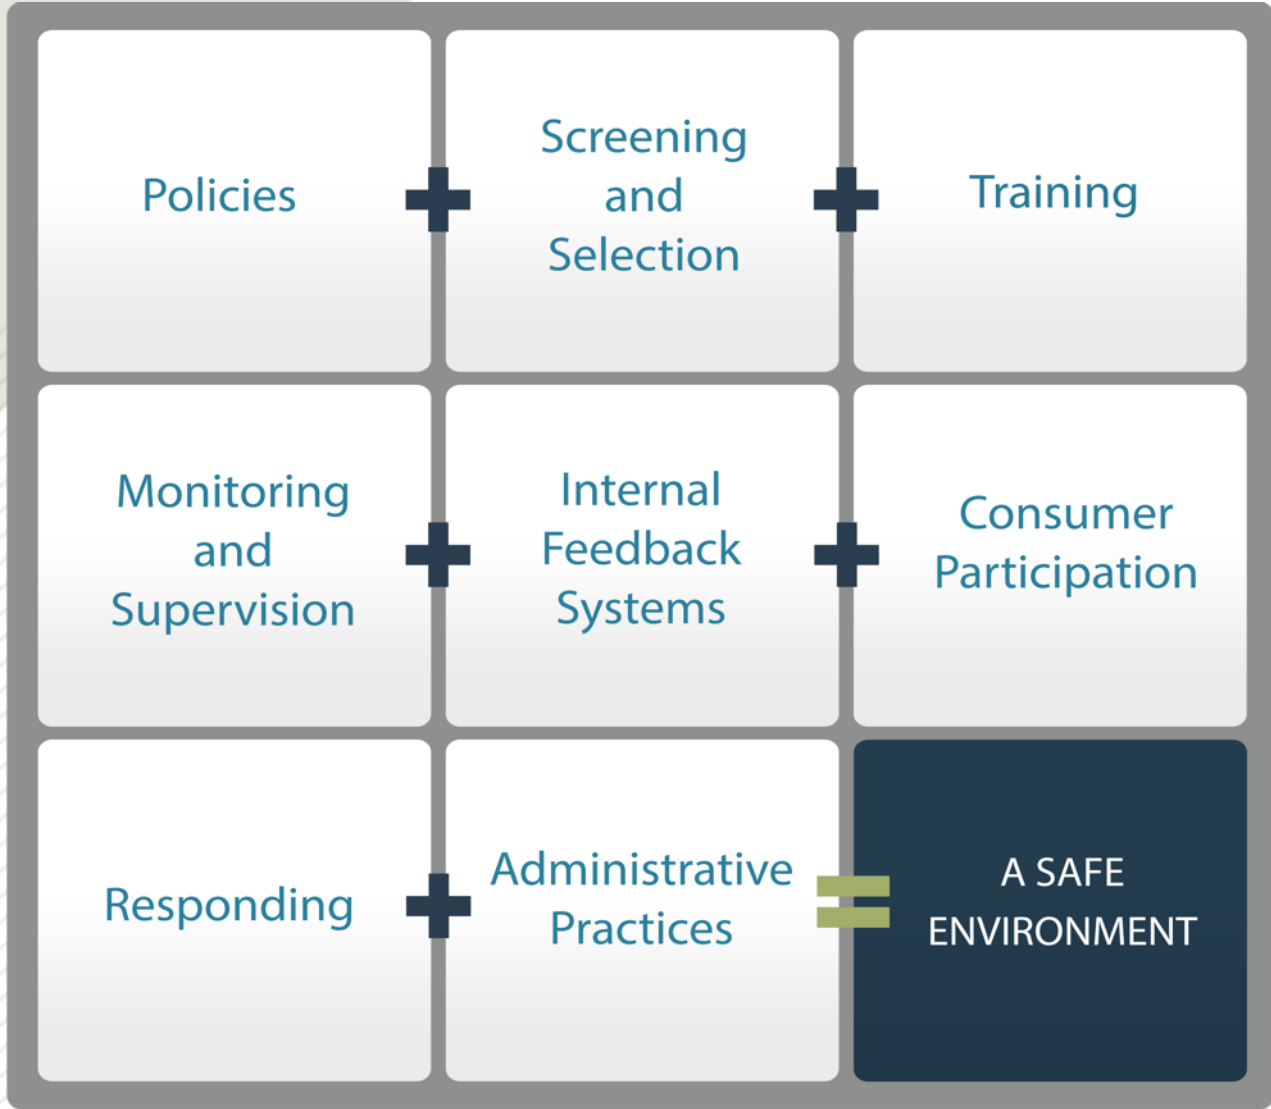 Policies
+
Screening
and
Selection
+
Training
Monitoring
and
Supervision
+
Internal
Feedback
Systems
+
Consumer
Participation
Responding
+
Administrative
Practices
=
A SAFE
ENVIRONMENT